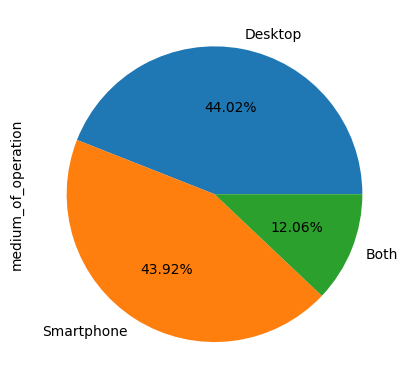 Desktop
44.02%
medium_of_operation
12.06%
Both
43.92%
Smartphone